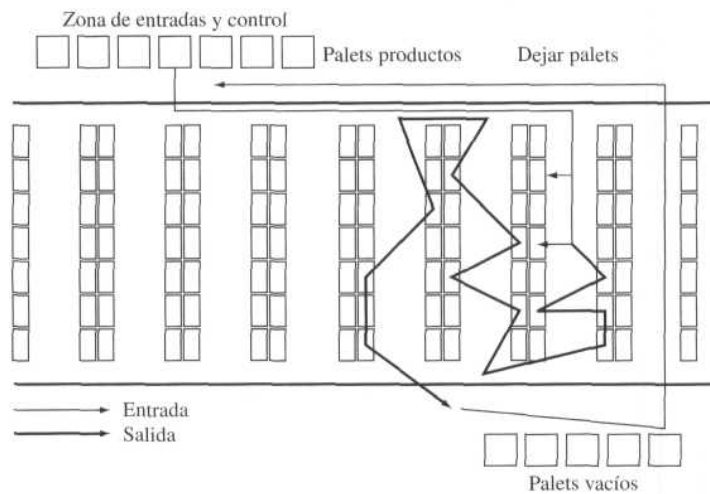 Zona de entradas y control
Palets productos
Dejar palets
Entrada
Salida
Palets vacíos